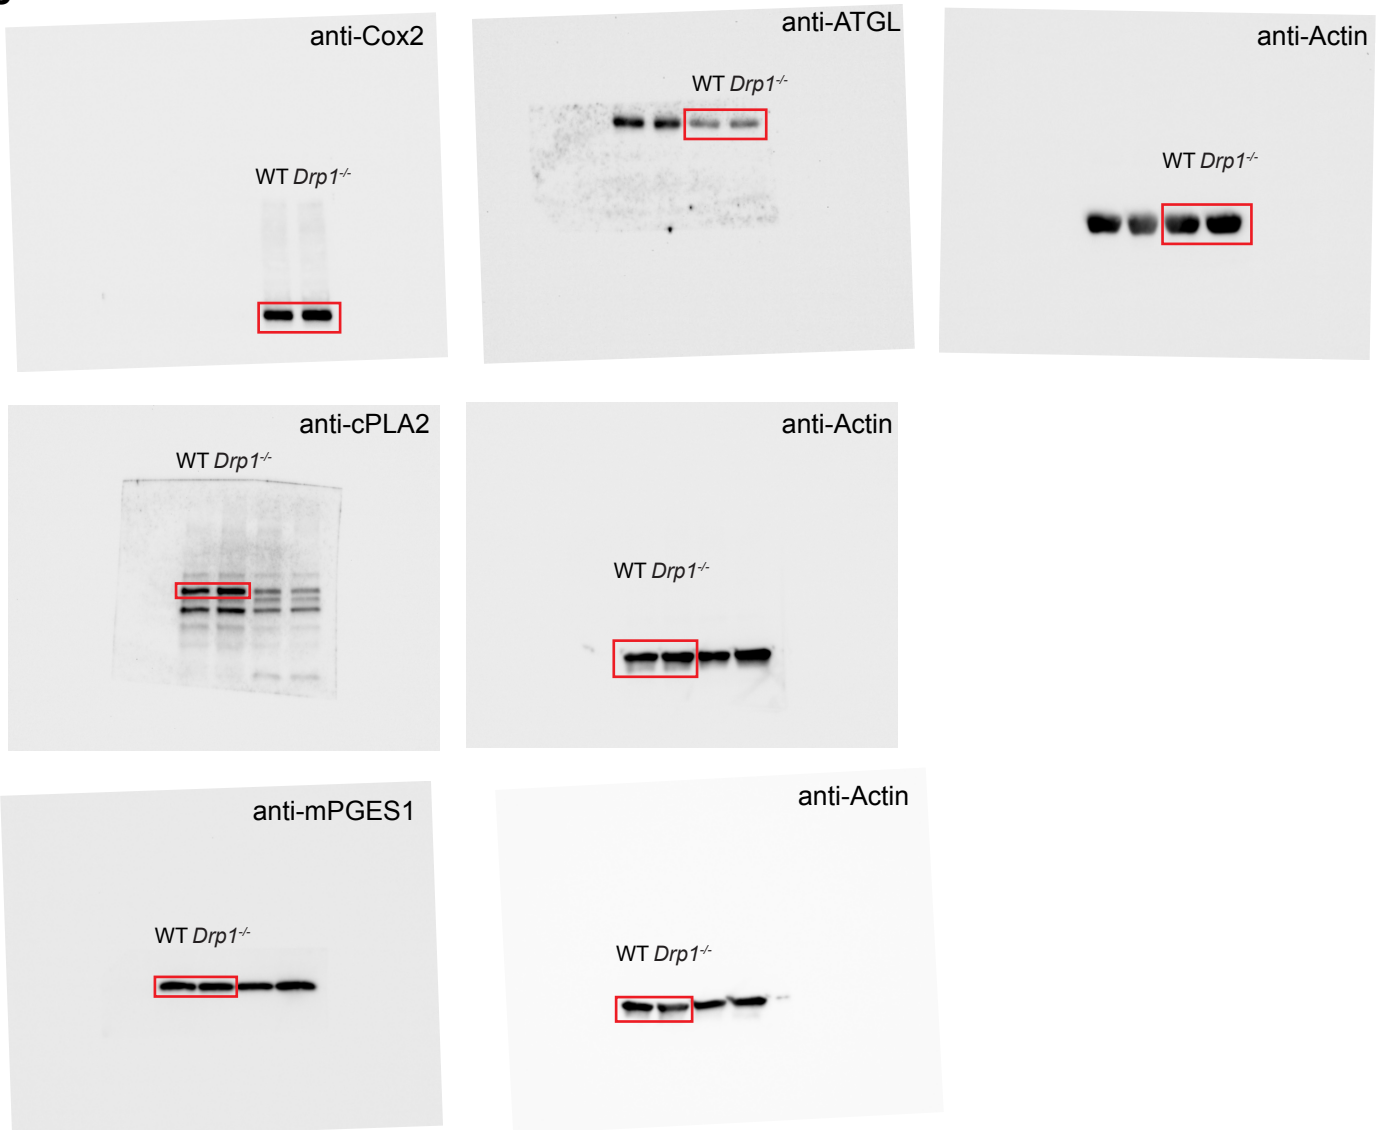 anti-Cox2
WT Drp1-/-
anti-ATGL
WT Drp1-/-
anti-Actin
WT Drp1-/-
anti-cPLA2
WT Drp1-/-
anti-Actin
WT Drp1-/-
anti-mPGES1
WT Drp1-/-
anti-Actin
WT Drp1-/-